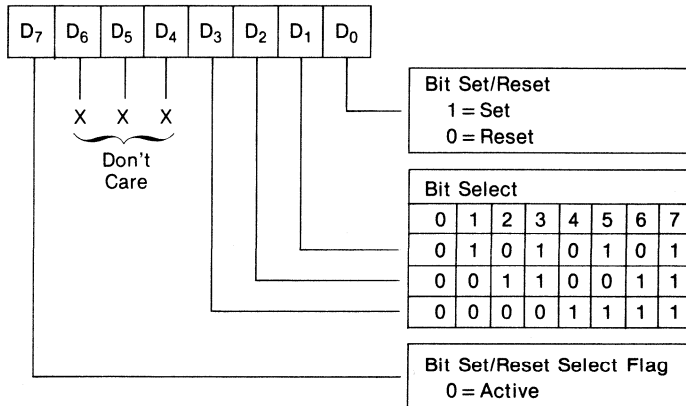 D7 D6 D5 D4 D3 D2 D1 D0
X X X
Don't
Care
Bit Set/Reset
1 = Set
0 = Reset
Bit Select
0 1 2 3 4 5 6 7
0 1 0 1 0 1 0 1
0 0 1 1 0 0 1 1
0 0 0 0 1 1 1 1
Bit Set/Reset Select Flag
0 = Active